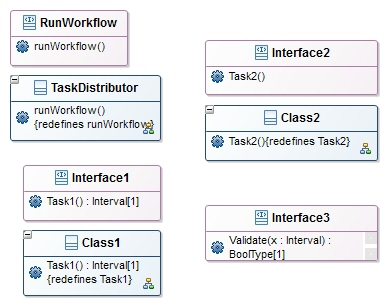 RunWorkflow
runWorkflow()
TaskDistributor
runWorkflow()
{redefines runWorkflow}
Interface1
Task1() : Interval[1]
Class1
Task1() : Interval[1]
{redefines Task1}
Interface2
Task2()
Class2
Task2(){redefines Task2}
Interface3
Validate(x : Interval) :
BoolType[1]